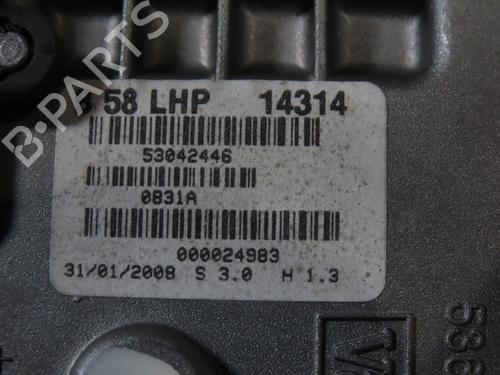 58 LHP 14314
53042446
0831A
000024983
31/01/2008 S 3.0 H 1.3
B-PARTS